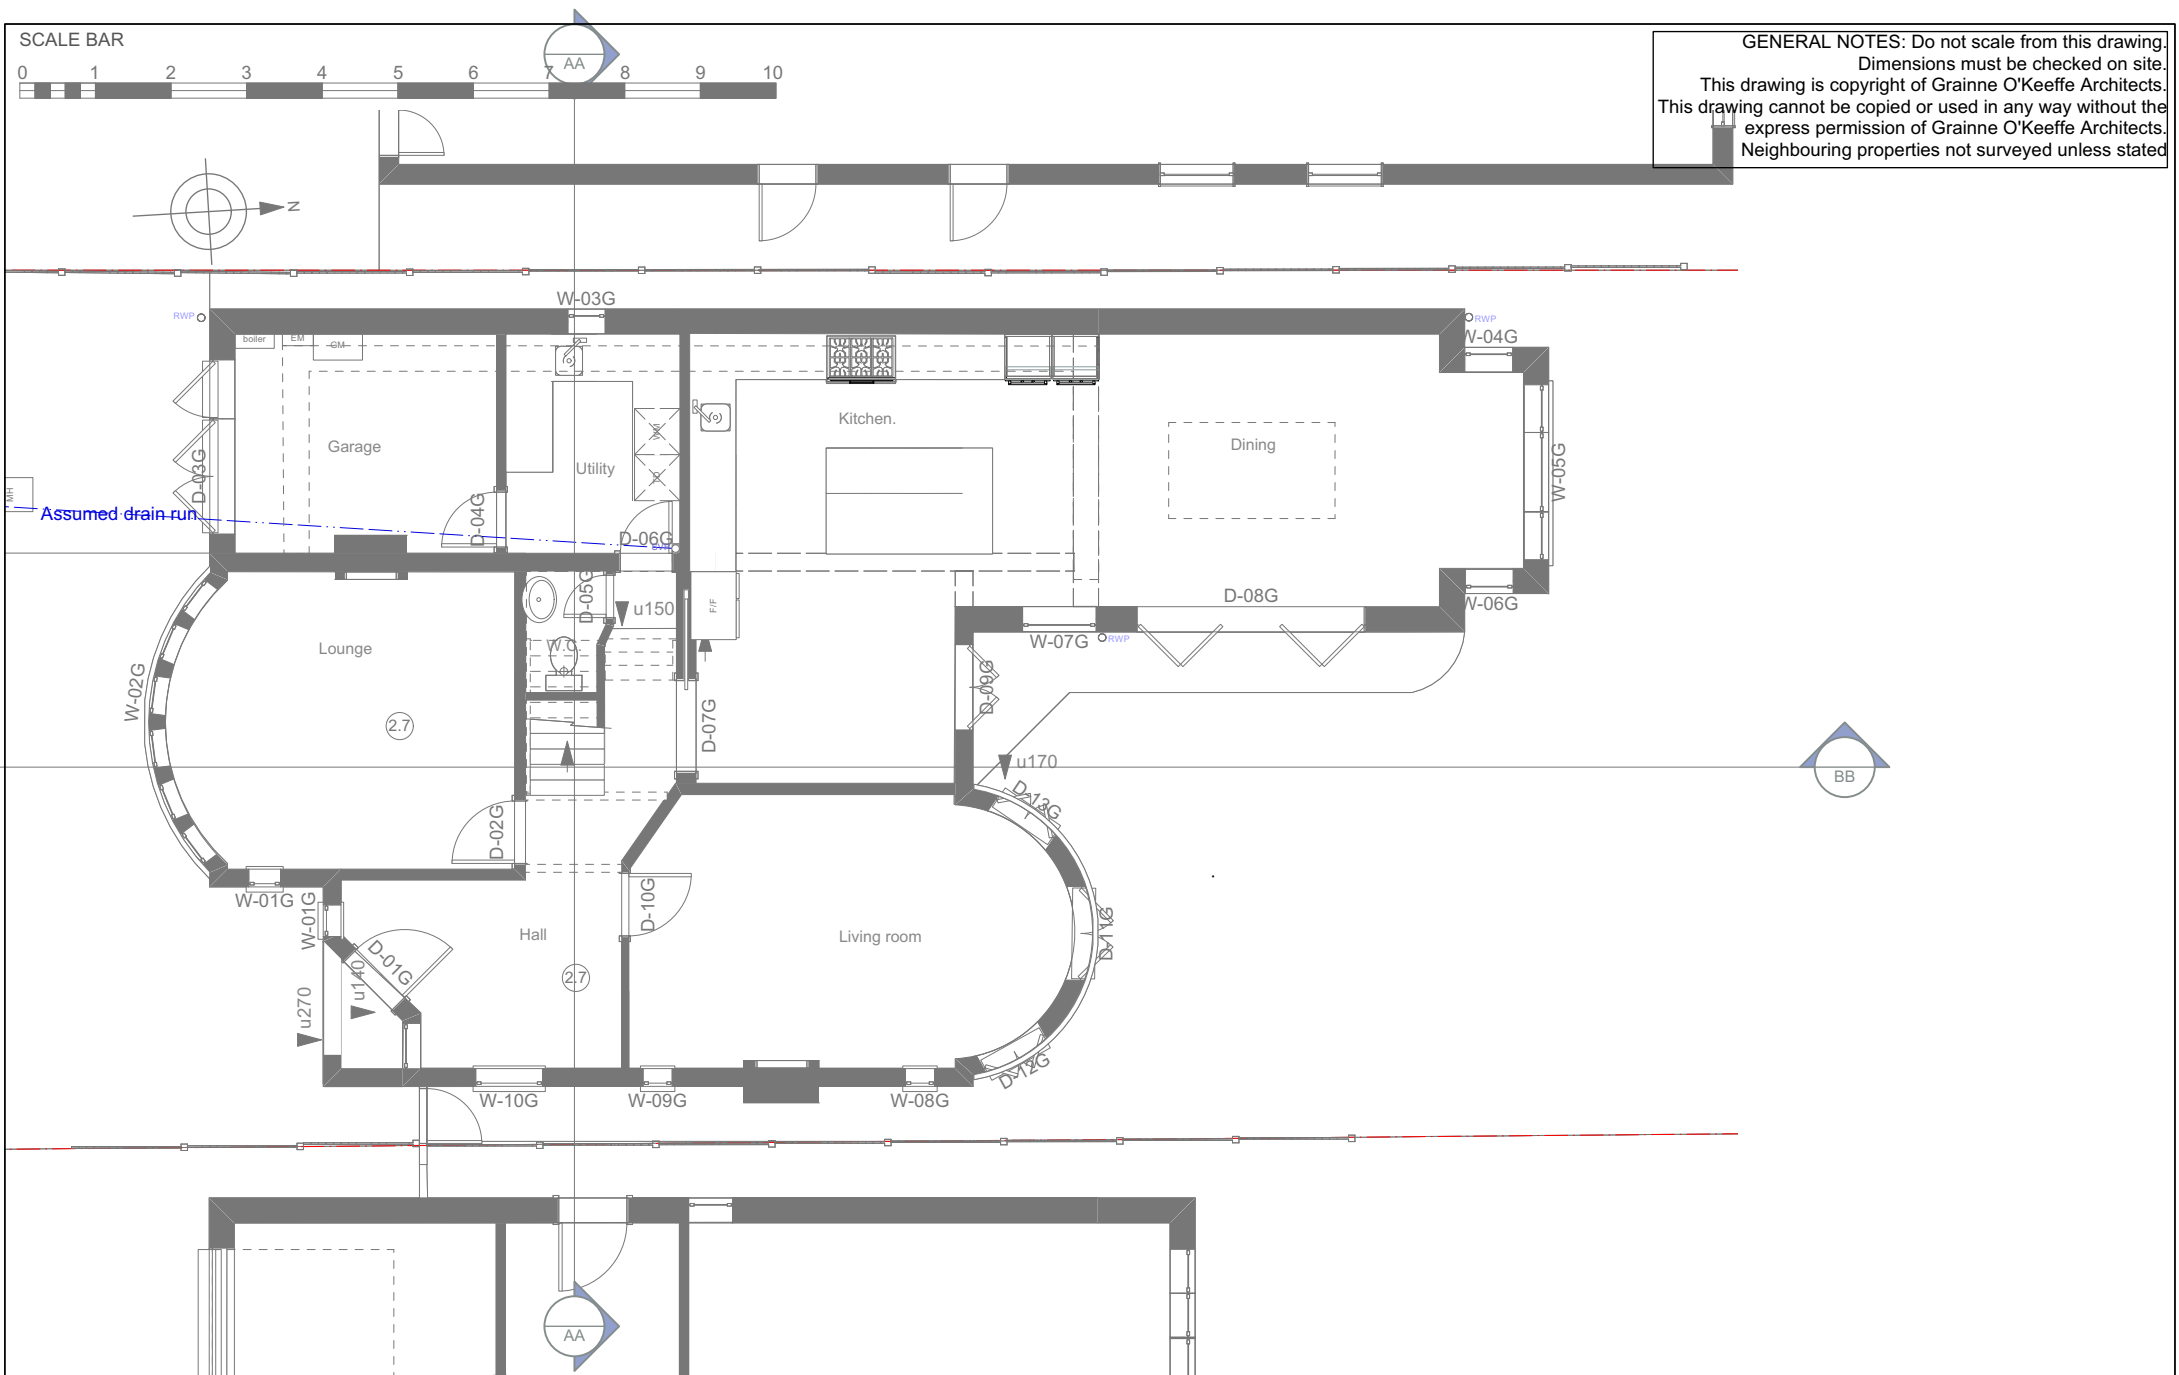 SCALE BAR
0 1 2 3 4 5 6 7 8 9 10
AA
GENERAL NOTES: Do not scale from this drawing.
Dimensions must be checked on site.
This drawing is copyright of Grainne O'Keeffe Architects.
This drawing cannot be copied or used in any way without the
express permission of Grainne O'Keeffe Architects.
Neighbouring properties not surveyed unless stated
N
W-03G
RWP
RWP
boiler
EM
GM
W-04G
Kitchen.
Dining
Garage
WM
Utility
TD
D-03G
W-05G
MH
Assumed drain run
D-04G
D-06G
SVP
D-05G
u150
F/F
D-08G
W-06G
W-07G
RWP
W.C.
Lounge
W-02G
D-09G
2.7
D-07G
u170
BB
D-13G
D-02G
W-01G
W-01G
D-10G
D-11G
Hall
Living room
D-01G
u140
2.7
u270
D-12G
W-10G
W-09G
W-08G
AA